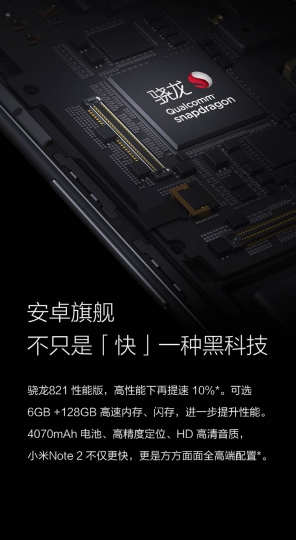 骁龙
Qualcomm
snapdragon
安卓旗舰
不只是「快」一种黑科技
骁龙821 性能版，高性能下再提速 10%*。可选
6GB +128GB 高速内存、闪存，进一步提升性能。
4070mAh 电池、高精度定位、HD 高清音质，
小米Note 2 不仅更快，更是方方面面全高端配置*。